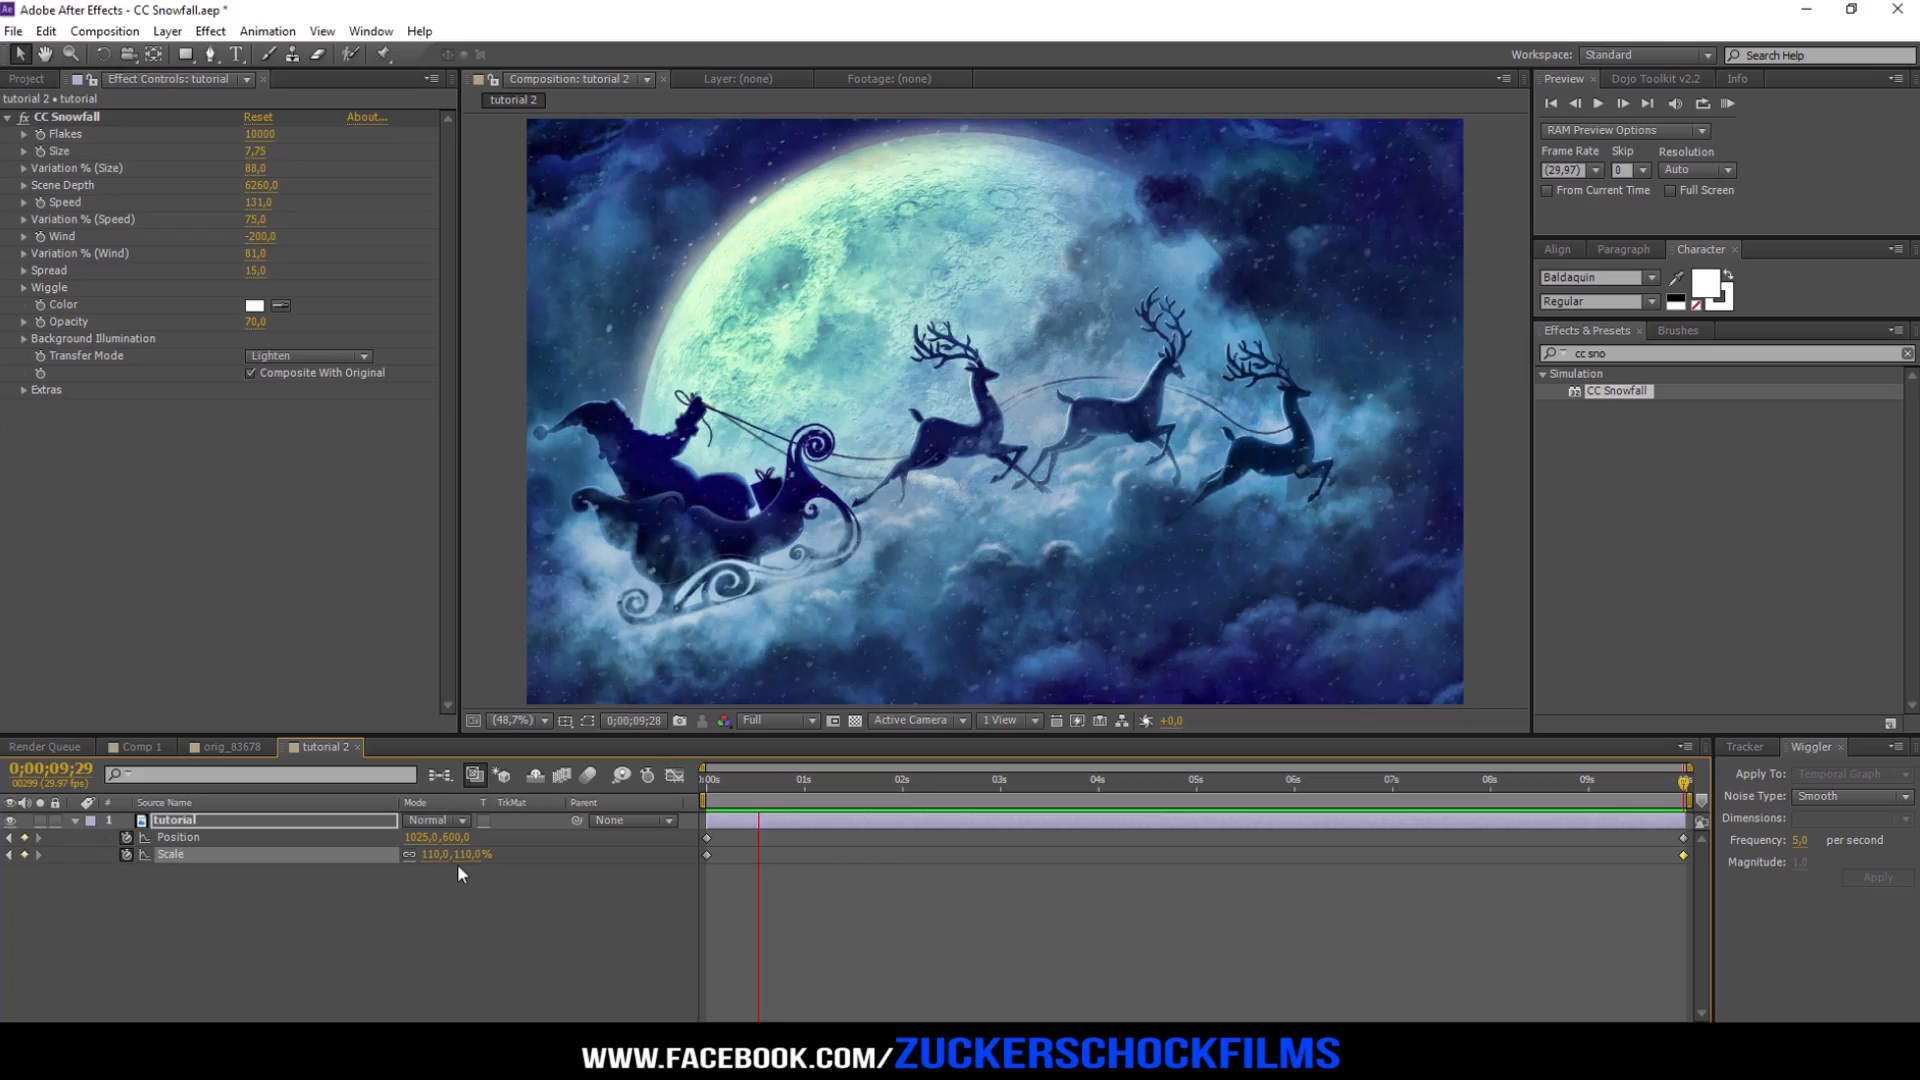 Ae Adobe After Effects - CC Snowfall.aep *
File Edit Composition Layer Effect Animation View Window Help
Workspace: Standard Search Help
Project Effect Controls: tutorial
Composition: tutorial 2 Layer: (none) Footage: (none)
Preview Dojo Toolkit v2.2 Info
tutorial 2 • tutorial
tutorial 2
fx CC Snowfall Reset About...
Flakes 10000
Size 7,75
Variation % (Size) 88,0
Scene Depth 6260,0
Speed 131,0
Variation % (Speed) 75,0
Wind -200,0
Variation % (Wind) 81,0
Spread 15,0
Wiggle
Color
Opacity 70,0
Background Illumination
Transfer Mode Lighten
Composite With Original
Extras
RAM Preview Options
Frame Rate Skip Resolution
(29,97) 0 Auto
From Current Time Full Screen
Align Paragraph Character
Baldaquin
Regular
Effects & Presets Brushes
cc sno
Simulation
CC Snowfall
(48,7%) 0;00;09;28 Full Active Camera 1 View +0,0
Render Queue Comp 1 orig_83678 tutorial 2
0;00;09;29
00299 (29.97 fps)
:00s 01s 02s 03s 04s 05s 06s 07s 08s 09s
# Source Name Mode T TrkMat Parent
1 tutorial Normal None
Position 1025,0,600,0
Scale 110,0,110,0%
Tracker Wiggler
Apply To: Temporal Graph
Noise Type: Smooth
Dimensions:
Frequency: 5,0 per second
Magnitude: 1,0
Apply
WWW.FACEBOOK.COM/ZUCKERSCHOCKFILMS